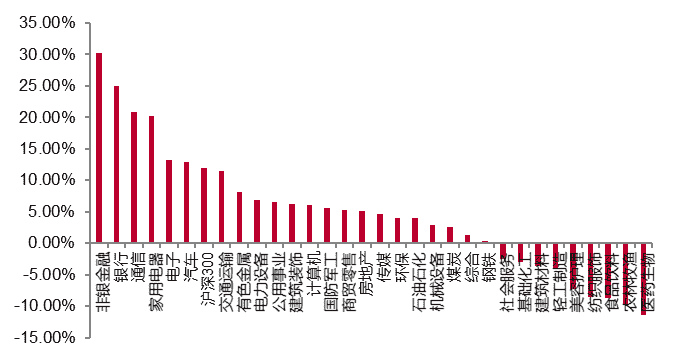 35.00%
30.00%
25.00%
20.00%
15.00%
10.00%
5.00%
0.00%
-5.00%
-10.00%
-15.00%
非银金融
银行
通信
家用电器
电子
汽车
沪深300
交通运输
有色金属
电力设备
公用事业
建筑装饰
计算机
国防军工
商贸零售
房地产
传媒
环保
石油石化
机械设备
煤炭
综合
钢铁
社会服务
基础化工
建筑材料
轻工制造
美容护理
纺织服饰
食品饮料
农林牧渔
医药生物